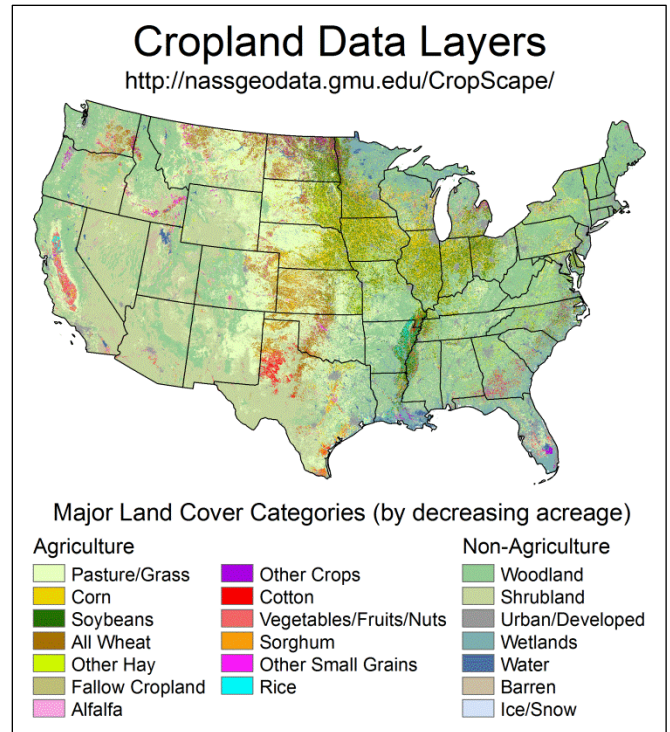 Cropland Data Layers
http://nassgeodata.gmu.edu/CropScape/
Major Land Cover Categories (by decreasing acreage)
Agriculture
Pasture/Grass
Corn
Soybeans
All Wheat
Other Hay
Fallow Cropland
Alfalfa
Other Crops
Cotton
Vegetables/Fruits/Nuts
Sorghum
Other Small Grains
Rice
Non-Agriculture
Woodland
Shrubland
Urban/Developed
Wetlands
Water
Barren
Ice/Snow